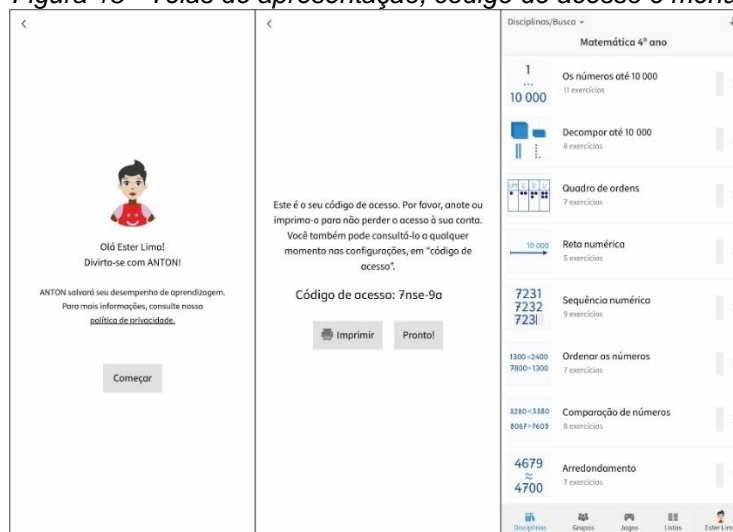 Figura 18 - Telas de apresentação, código de acesso e menu
Olá Ester Lima!
Divirta-se com ANTON!
ANTON salvará seu desempenho de aprendizagem.
Para mais informações, consulte nossa
política de privacidade.
Começar
Este é o seu código de acesso. Por favor, anote ou
imprima-o para não perder o acesso à sua conta.
Você também pode consultá-lo a qualquer
momento nas configurações, em “código de
acesso”.
Código de acesso: 7nse-9a
Imprimir
Pronto!
Disciplinas/Busca
Matemática 4º ano
1
...
10 000
Os números até 10 000
11 exercícios
Decompor até 10 000
8 exercícios
UM C D U
Quadro de ordens
7 exercícios
10 000
Reta numérica
5 exercícios
7231
7232
723
Sequência numérica
9 exercícios
1300<2400
7800>1300
Ordenar os números
7 exercícios
3280<3380
8067>7609
Comparação de números
8 exercícios
4679
≈
4700
Arredondamento
7 exercícios
Disciplinas
Grupos
Jogos
Listas
Ester Lima